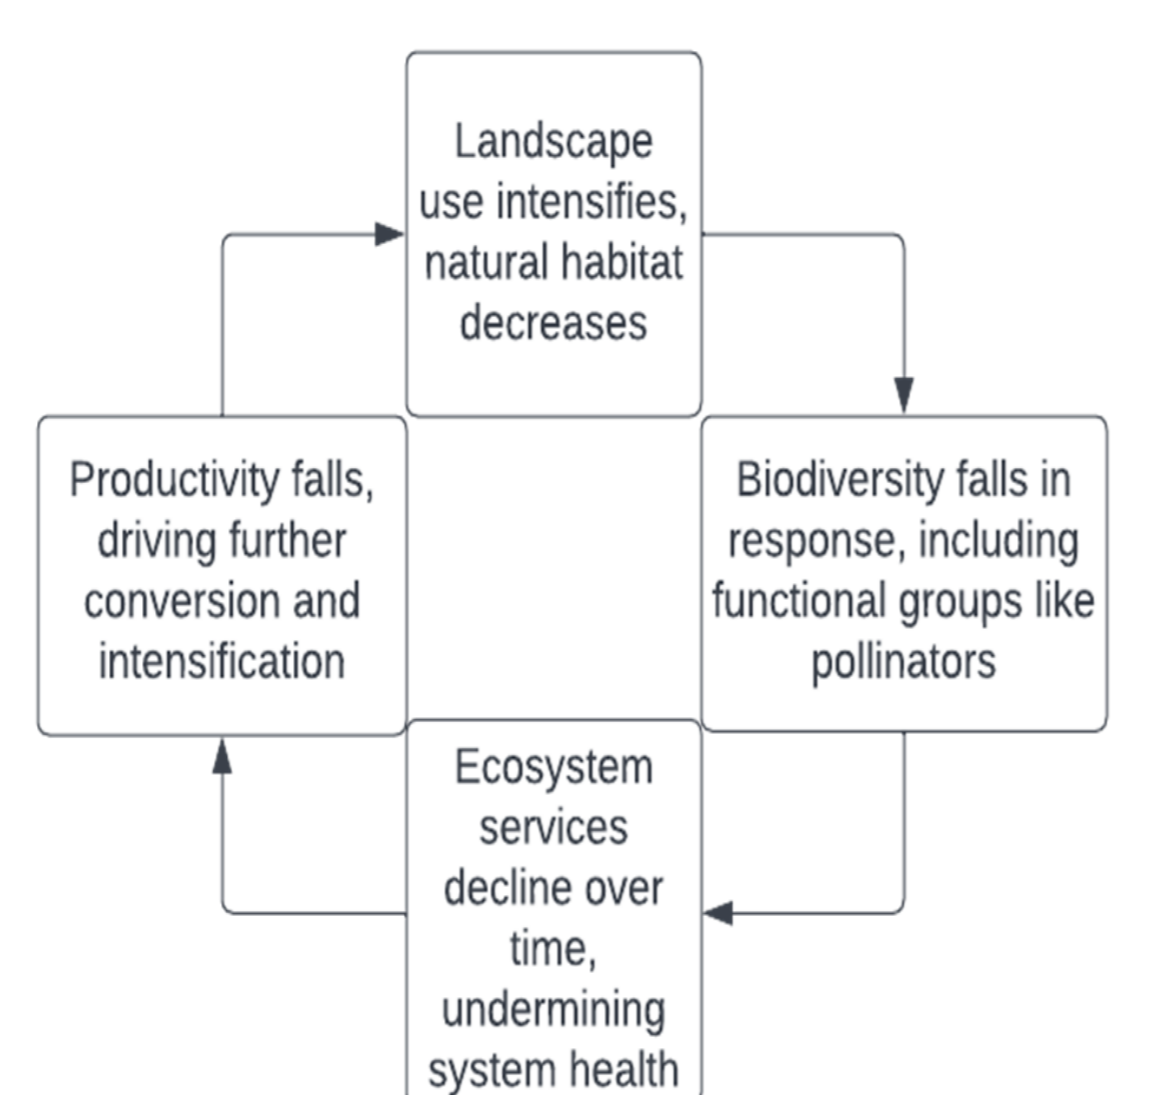 Landscape
use intensifies,
natural habitat
decreases
Biodiversity falls in
response, including
functional groups like
pollinators
Ecosystem
services
decline over
time,
undermining
system health
Productivity falls,
driving further
conversion and
intensification